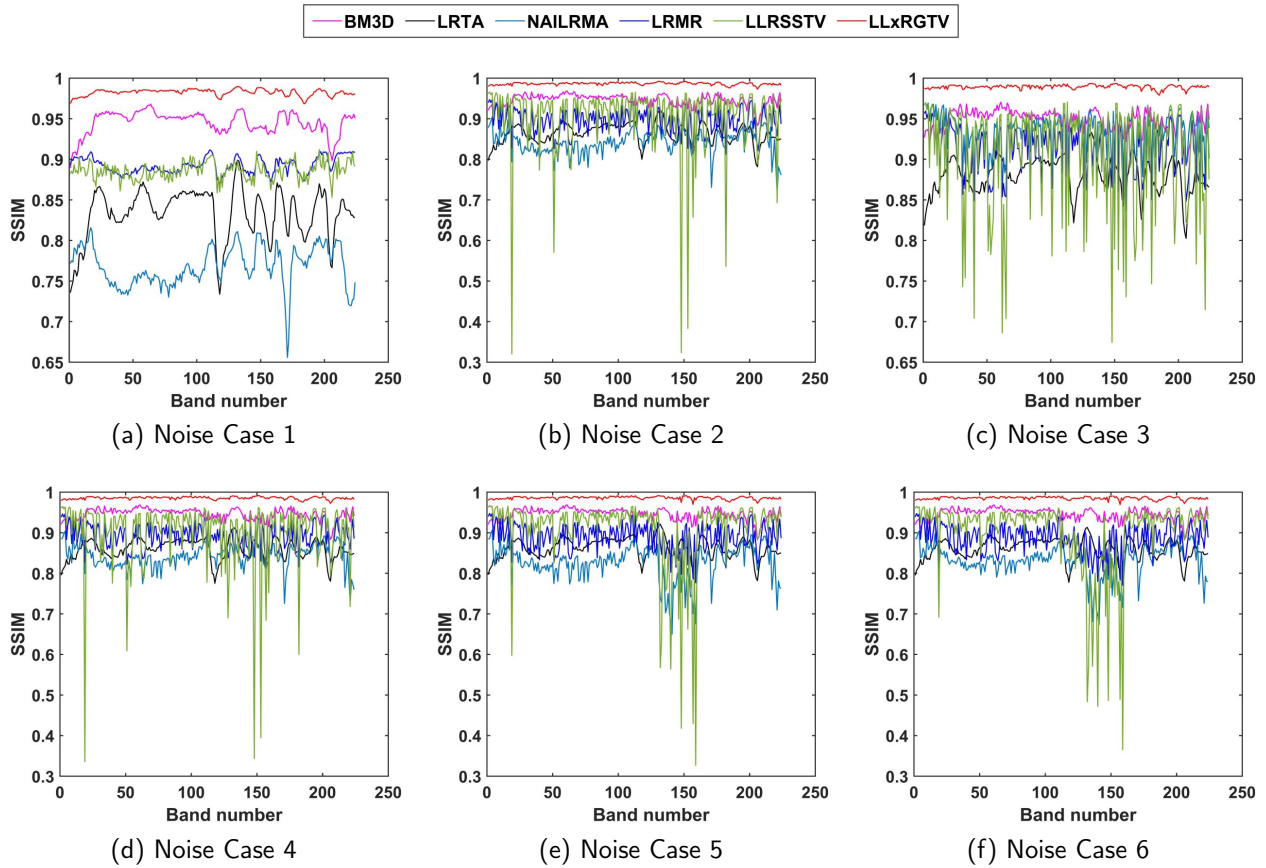 BM3D LRTA NAILRMA LRMR LLRSSTV LLxRGTV
1
0.95
0.9
0.85
0.8
0.75
0.7
0.65
SSIM
0 50 100 150 200 250
Band number
(a) Noise Case 1
1
0.9
0.8
0.7
0.6
0.5
0.4
0.3
SSIM
0 50 100 150 200 250
Band number
(b) Noise Case 2
1
0.95
0.9
0.85
0.8
0.75
0.7
0.65
SSIM
0 50 100 150 200 250
Band number
(c) Noise Case 3
1
0.9
0.8
0.7
0.6
0.5
0.4
0.3
SSIM
0 50 100 150 200 250
Band number
(d) Noise Case 4
1
0.9
0.8
0.7
0.6
0.5
0.4
0.3
SSIM
0 50 100 150 200 250
Band number
(e) Noise Case 5
1
0.9
0.8
0.7
0.6
0.5
0.4
0.3
SSIM
0 50 100 150 200 250
Band number
(f) Noise Case 6